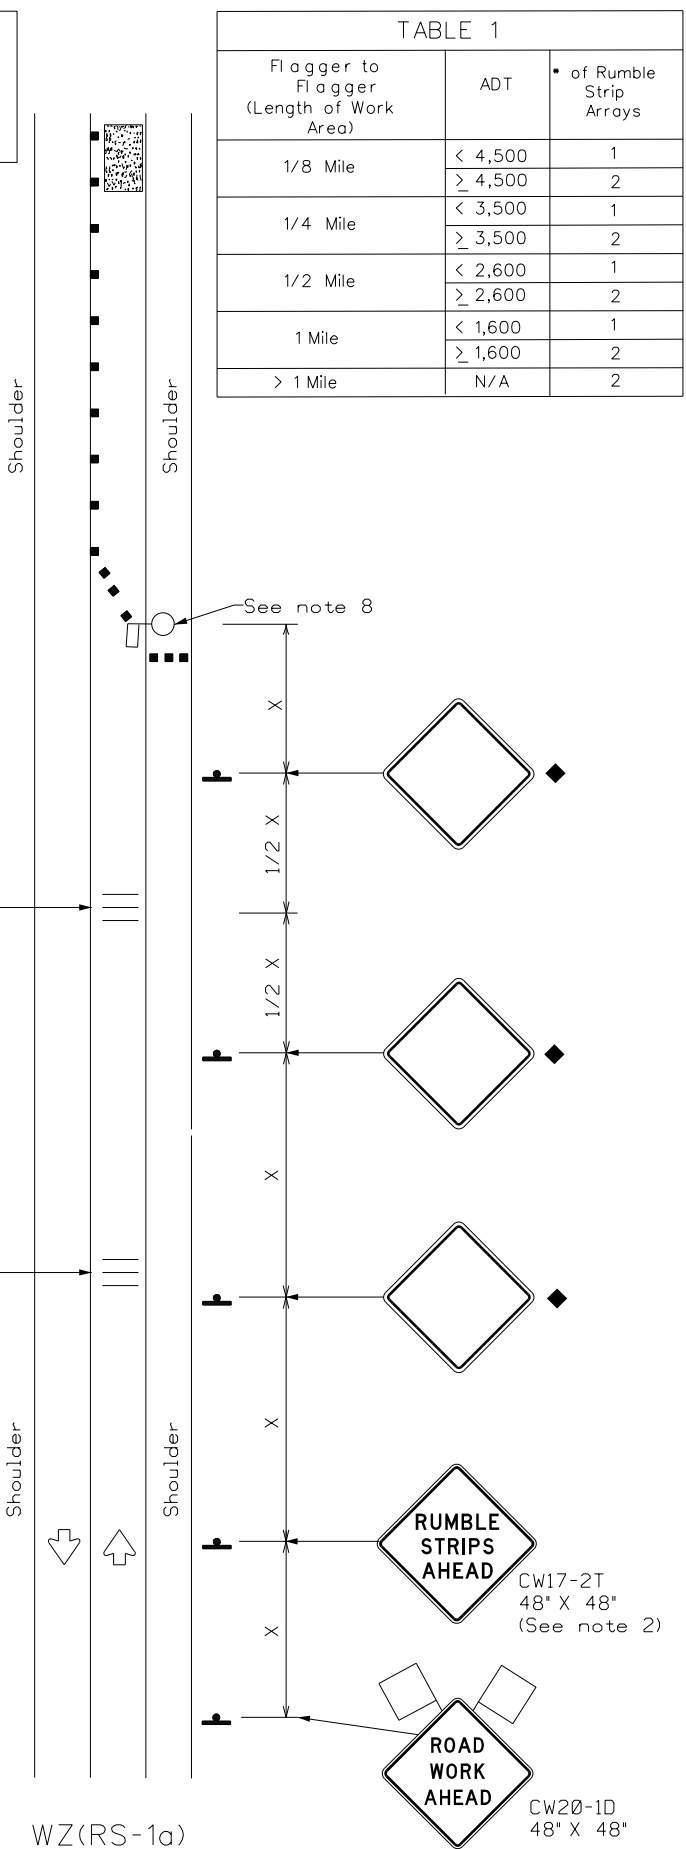 TABLE 1
Flagger to
Flagger
(Length of Work
Area)
ADT
* of Rumble
Strip
Arrays
1/8 Mile
< 4,500
1
≥ 4,500
2
1/4 Mile
< 3,500
1
≥ 3,500
2
1/2 Mile
< 2,600
1
≥ 2,600
2
1 Mile
< 1,600
1
≥ 1,600
2
> 1 Mile
N/A
2
Shoulder
Shoulder
See note 8
X
1/2 X
1/2 X
X
X
Shoulder
Shoulder
RUMBLE
STRIPS
AHEAD
CW17-2T
48" X 48"
(See note 2)
X
ROAD
WORK
AHEAD
CW20-1D
48" X 48"
WZ(RS-1a)